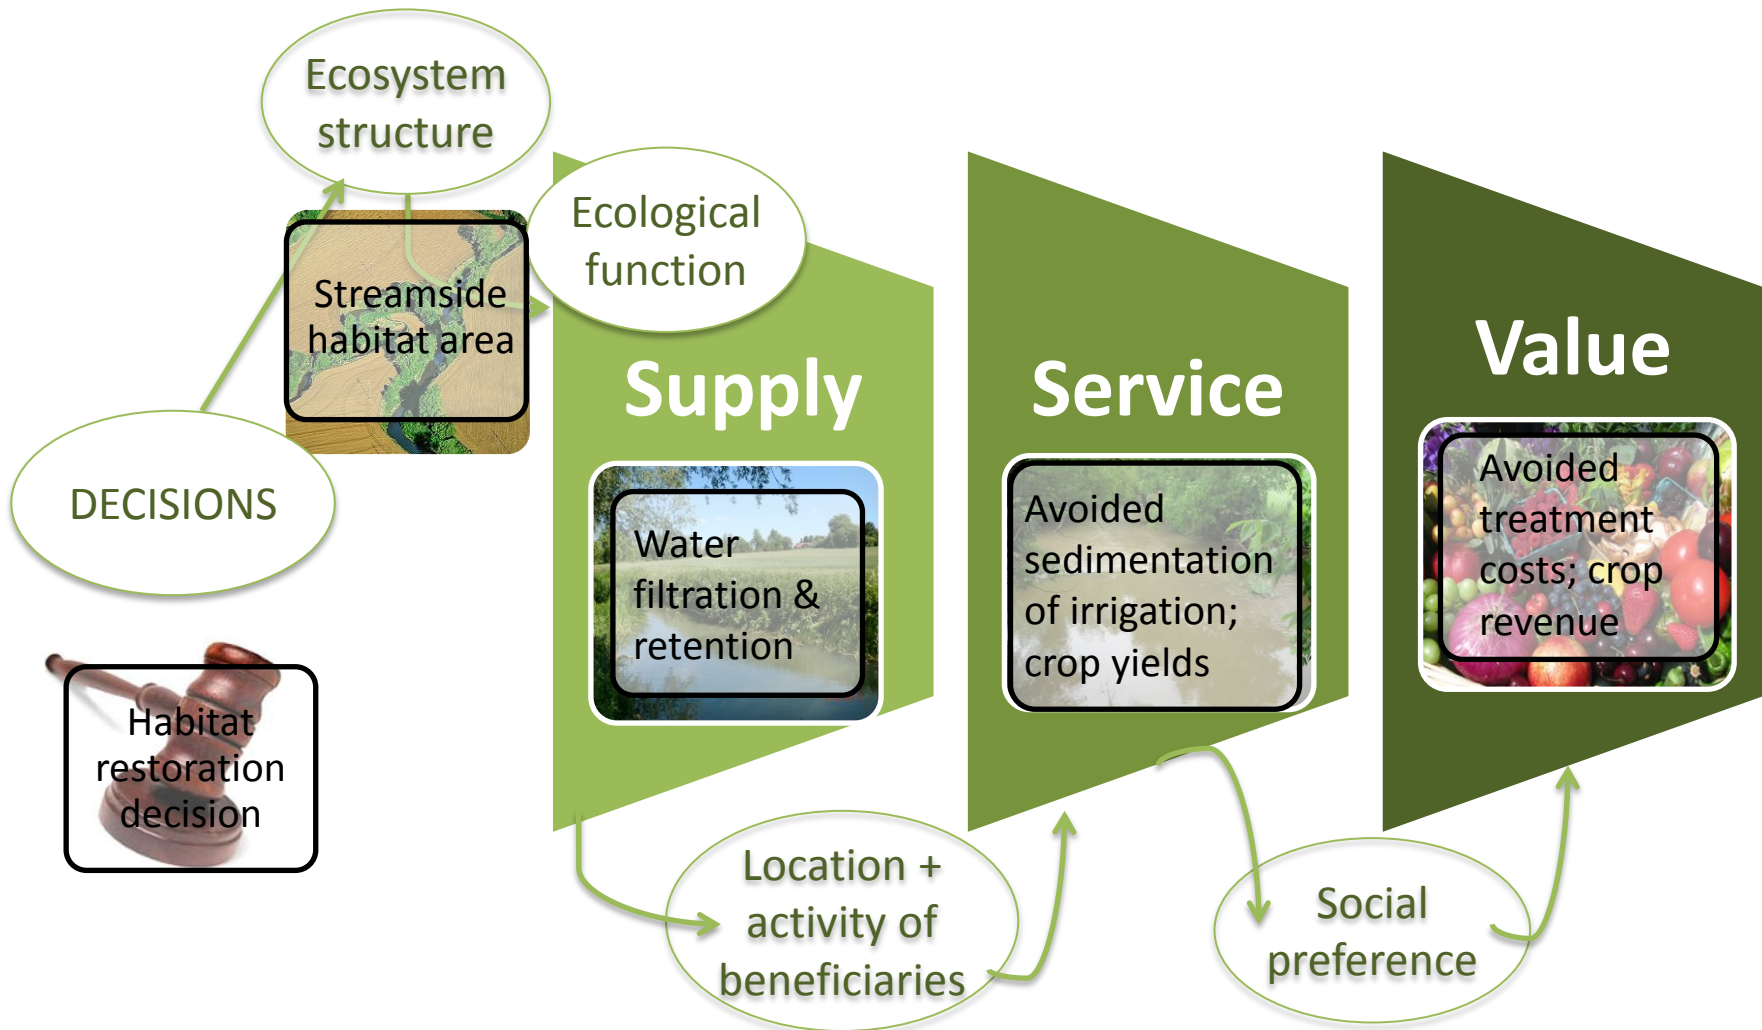 Ecosystem
structure
Ecological
function
Streamside
habitat area
DECISIONS
Habitat
restoration
decision
Supply
Water
filtration &
retention
Location +
activity of
beneficiaries
Service
Avoided
sedimentation
of irrigation;
crop yields
Social
preference
Value
Avoided
treatment
costs; crop
revenue